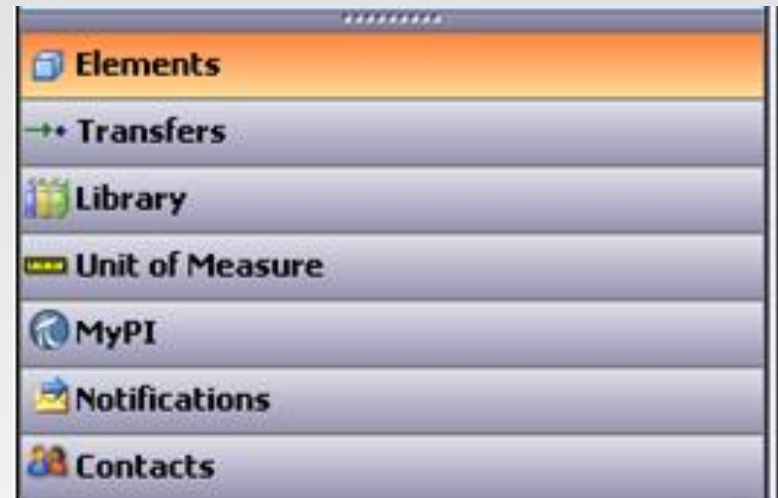 Elements
Transfers
Library
Unit of Measure
MyPI
Notifications
Contacts